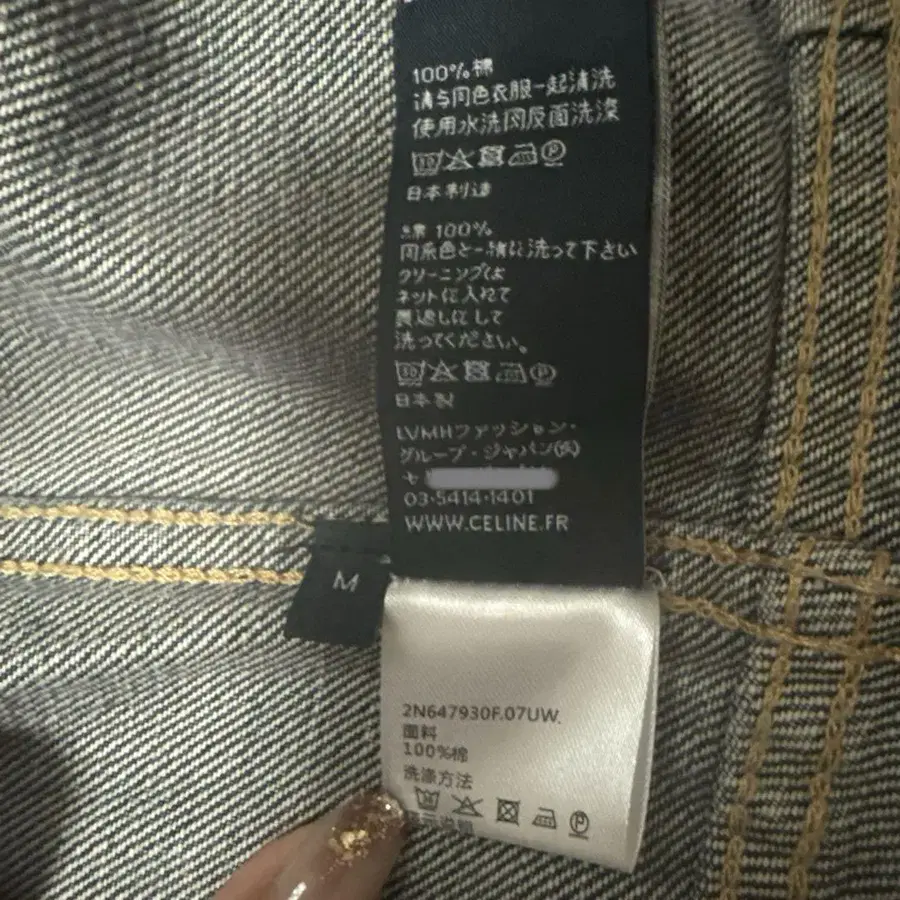 100%棉
请与同色衣服一起清洗
使用水洗网反面洗涤
日本制造
綿 100%
同系色と一緒に洗って下さい
クリーニングは
ネットに入れて
裏返しにして
洗ってください。
日本製
LVMHファッション・
グループ・ジャパン(株)
セ
03-5414-1401
WWW.CELINE.FR
M
2N647930F.07UW.
面料
100%棉
洗涤方法